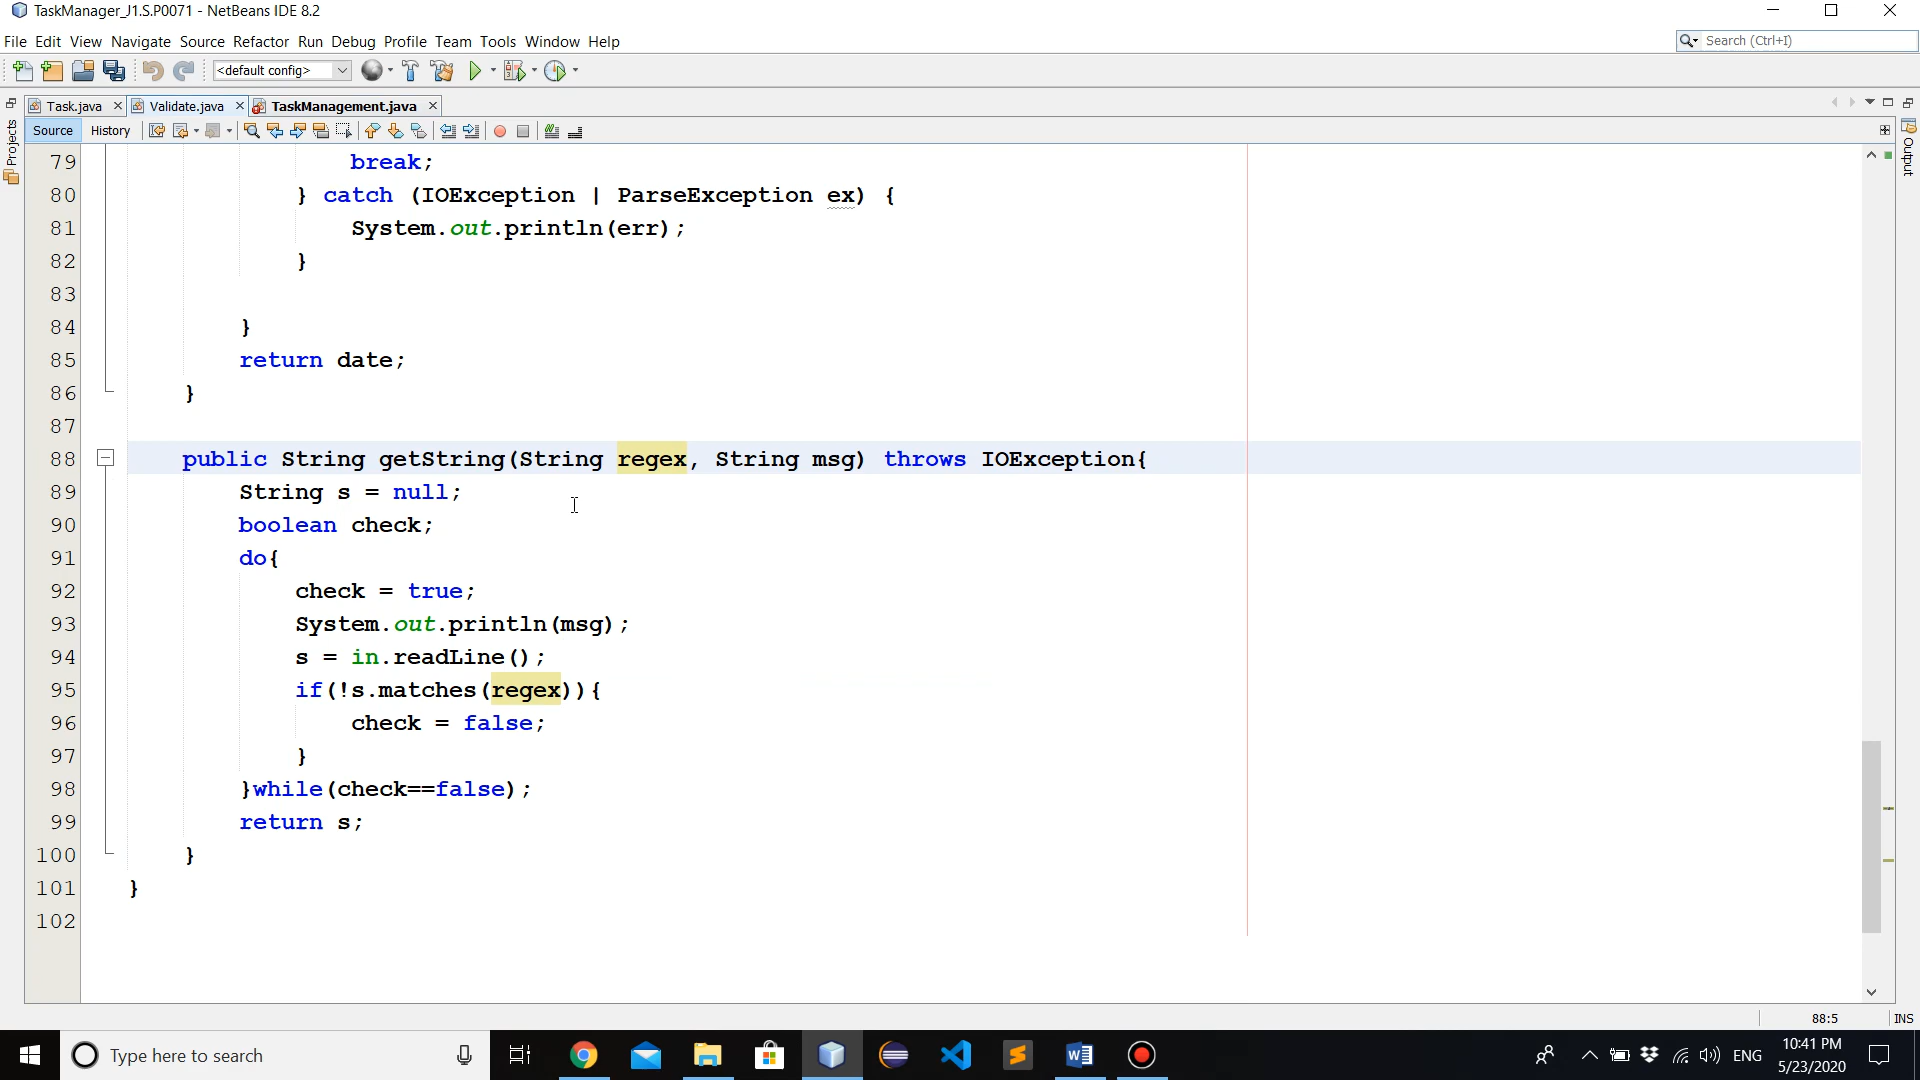 TaskManager_J1.S.P0071 - NetBeans IDE 8.2
File Edit View Navigate Source Refactor Run Debug Profile Team Tools Window Help
Search (Ctrl+I)
<default config>
Task.java Validate.java TaskManagement.java
Source History
Projects
Output
79 break;
80 } catch (IOException | ParseException ex) {
81 System.out.println(err);
82 }
83
84 }
85 return date;
86 }
87
88 public String getString(String regex, String msg) throws IOException{
89 String s = null;
90 boolean check;
91 do{
92 check = true;
93 System.out.println(msg);
94 s = in.readLine();
95 if(!s.matches(regex)){
96 check = false;
97 }
98 }while(check==false);
99 return s;
100 }
101 }
102
88:5 INS
Type here to search
ENG
10:41 PM
5/23/2020